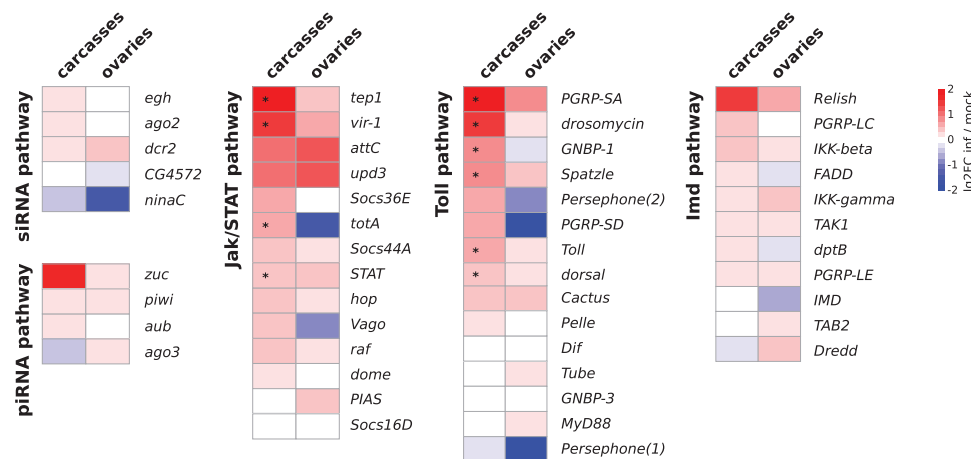 siRNA pathway
carcasses
ovaries
egh
ago2
dcr2
CG4572
ninaC
piRNA pathway
zuc
piwi
aub
ago3
Jak/STAT pathway
carcasses
ovaries
* tep1
* vir-1
attC
upd3
Socs36E
* totA
Socs44A
* STAT
hop
Vago
raf
dome
PIAS
Socs16D
Toll pathway
carcasses
ovaries
* PGRP-SA
* drosomycin
* GNBP-1
* Spatzle
Persephone(2)
PGRP-SD
* Toll
* dorsal
Cactus
Pelle
Dif
Tube
GNBP-3
MyD88
Persephone(1)
Imd pathway
carcasses
ovaries
Relish
PGRP-LC
IKK-beta
FADD
IKK-gamma
TAK1
dptB
PGRP-LE
IMD
TAB2
Dredd
2
1
0
-1
-2
ln2FC inf / mock